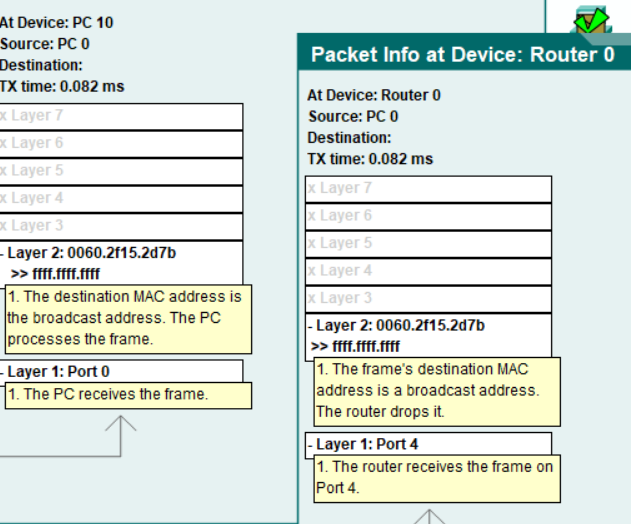 At Device: PC 10
Source: PC 0
Destination:
TX time: 0.082 ms
x Layer 7
x Layer 6
x Layer 5
x Layer 4
x Layer 3
- Layer 2: 0060.2f15.2d7b
>> ffff.ffff.ffff
1. The destination MAC address is
the broadcast address. The PC
processes the frame.
- Layer 1: Port 0
1. The PC receives the frame.
Packet Info at Device: Router 0
At Device: Router 0
Source: PC 0
Destination:
TX time: 0.082 ms
x Layer 7
x Layer 6
x Layer 5
x Layer 4
x Layer 3
- Layer 2: 0060.2f15.2d7b
>> ffff.ffff.ffff
1. The frame's destination MAC
address is a broadcast address.
The router drops it.
- Layer 1: Port 4
1. The router receives the frame on
Port 4.